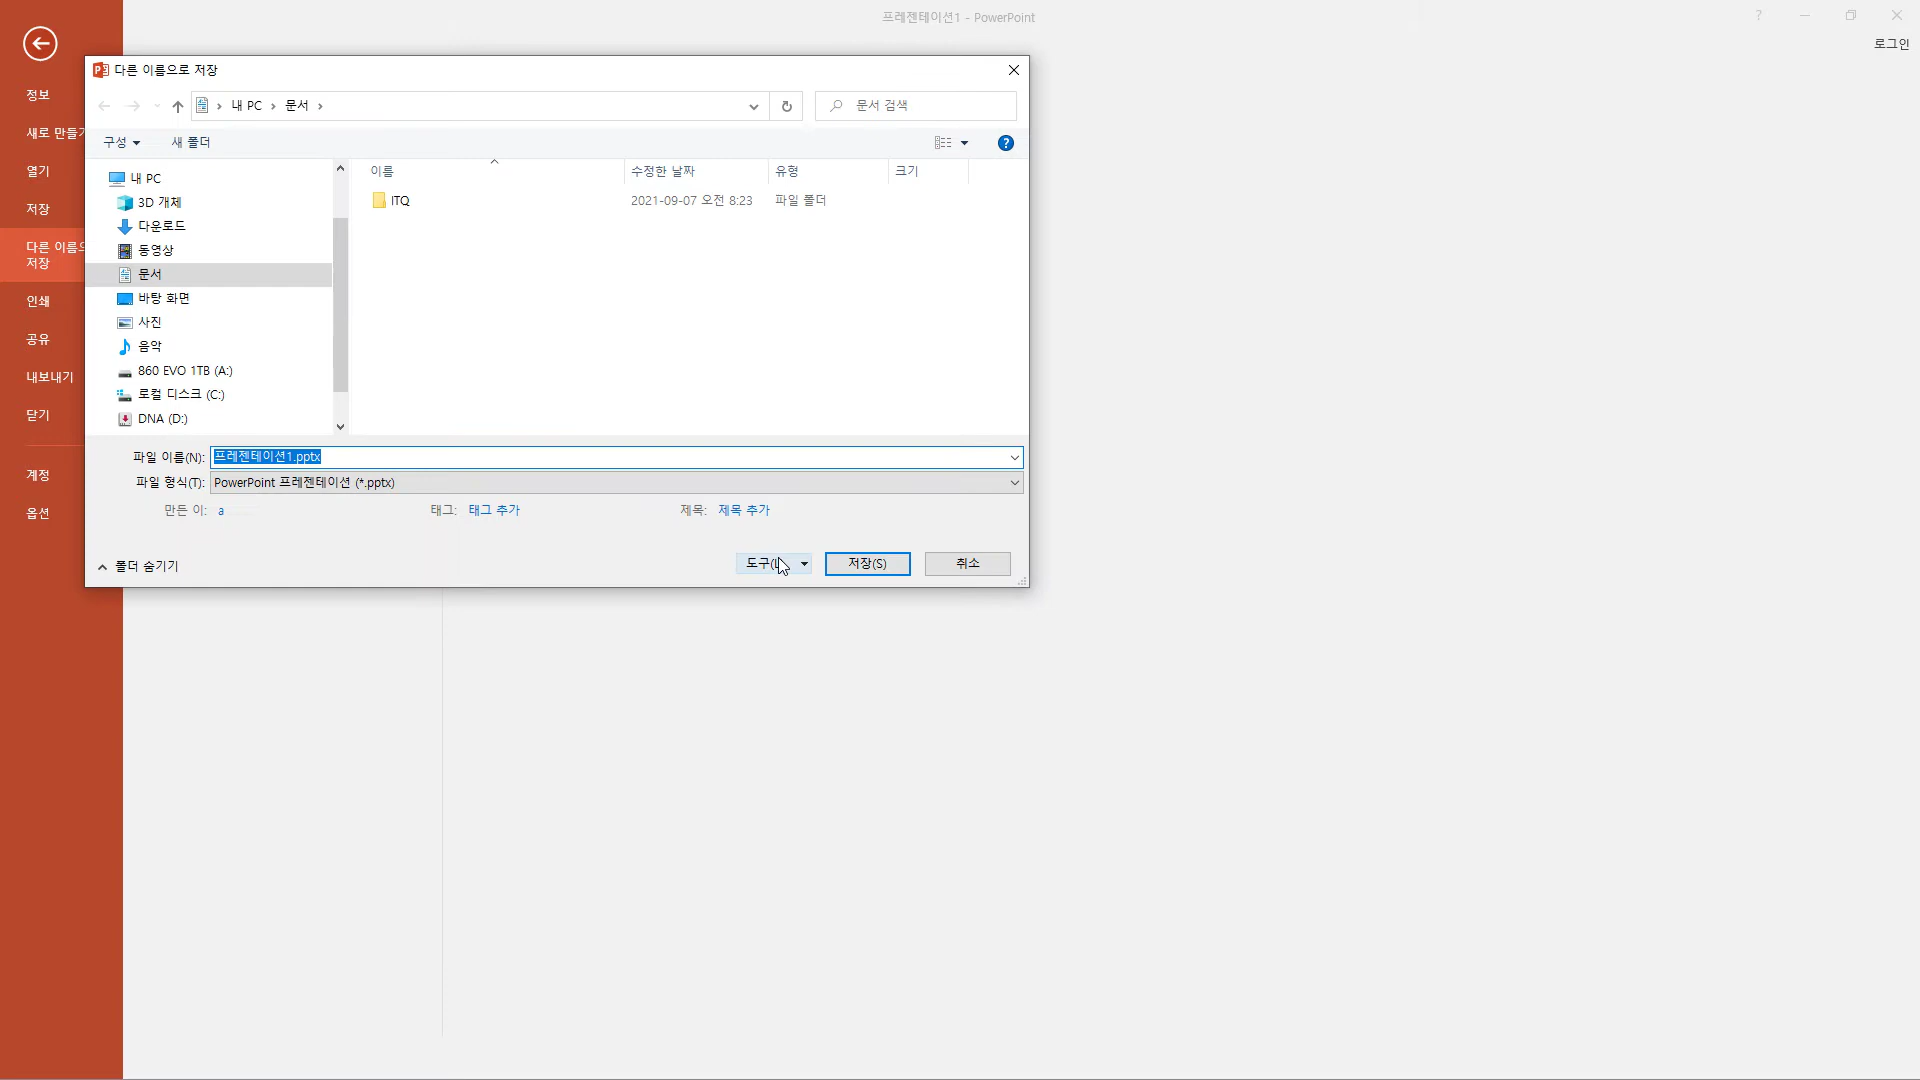 프레젠테이션1 - PowerPoint
?
로그인
다른 이름으로 저장
정보
내 PC
문서
문서 검색
새로 만들기
구성
새 폴더
?
열기
이름
수정한 날짜
유형
크기
내 PC
ITQ
2021-09-07 오전 8:23
파일 폴더
3D 개체
저장
다운로드
다른 이름으
저장
동영상
문서
바탕 화면
인쇄
사진
공유
음악
내보내기
860 EVO 1TB (A:)
로컬 디스크 (C:)
닫기
DNA (D:)
파일 이름(N):
프레젠테이션1.pptx
계정
파일 형식(T):
PowerPoint 프레젠테이션 (*.pptx)
옵션
만든 이: a
태그: 태그 추가
제목: 제목 추가
폴더 숨기기
도구(L
저장(S)
취소